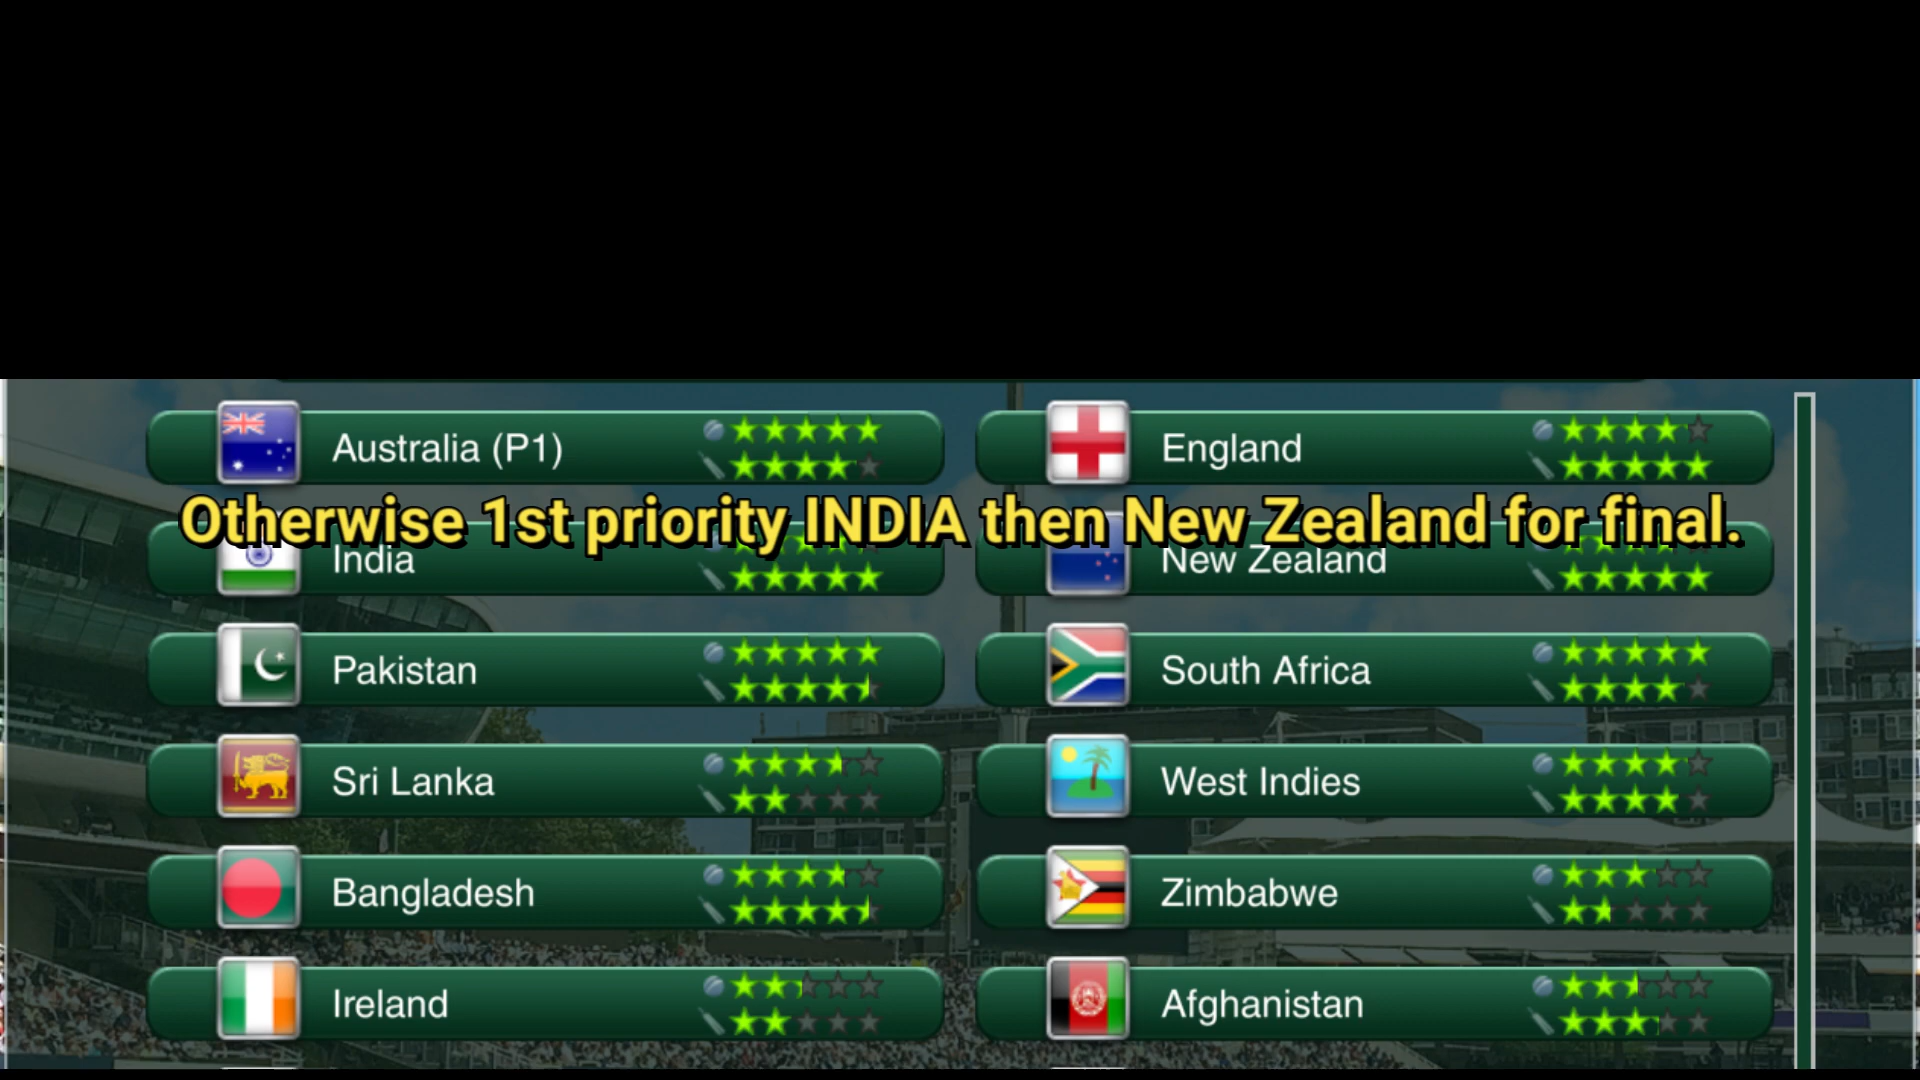 Australia (P1)
England
Otherwise 1st priority INDIA then New Zealand for final.
India
New Zealand
Pakistan
South Africa
Sri Lanka
West Indies
Bangladesh
Zimbabwe
Ireland
Afghanistan